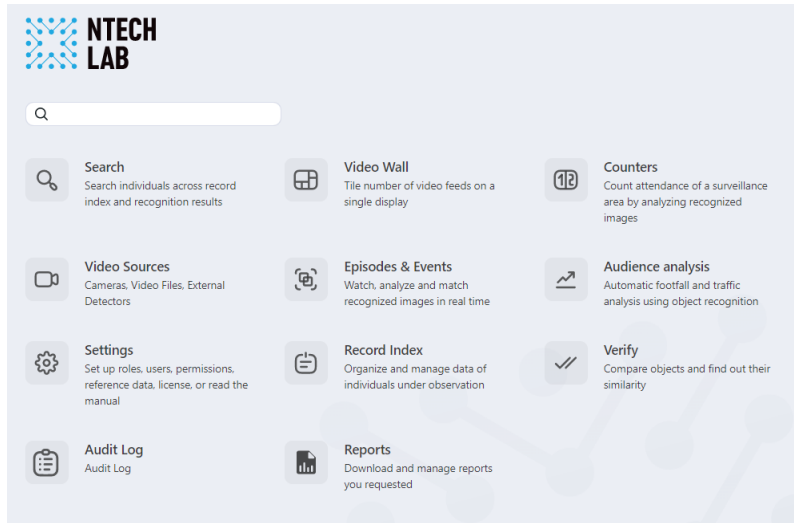 NTECH
LAB
Search
Search individuals across record
index and recognition results
Video Wall
Tile number of video feeds on a
single display
Counters
Count attendance of a surveillance
area by analyzing recognized
images
Video Sources
Cameras, Video Files, External
Detectors
Episodes & Events
Watch, analyze and match
recognized images in real time
Audience analysis
Automatic footfall and traffic
analysis using object recognition
Settings
Set up roles, users, permissions,
reference data, license, or read the
manual
Record Index
Organize and manage data of
individuals under observation
Verify
Compare objects and find out their
similarity
Audit Log
Audit Log
Reports
Download and manage reports
you requested